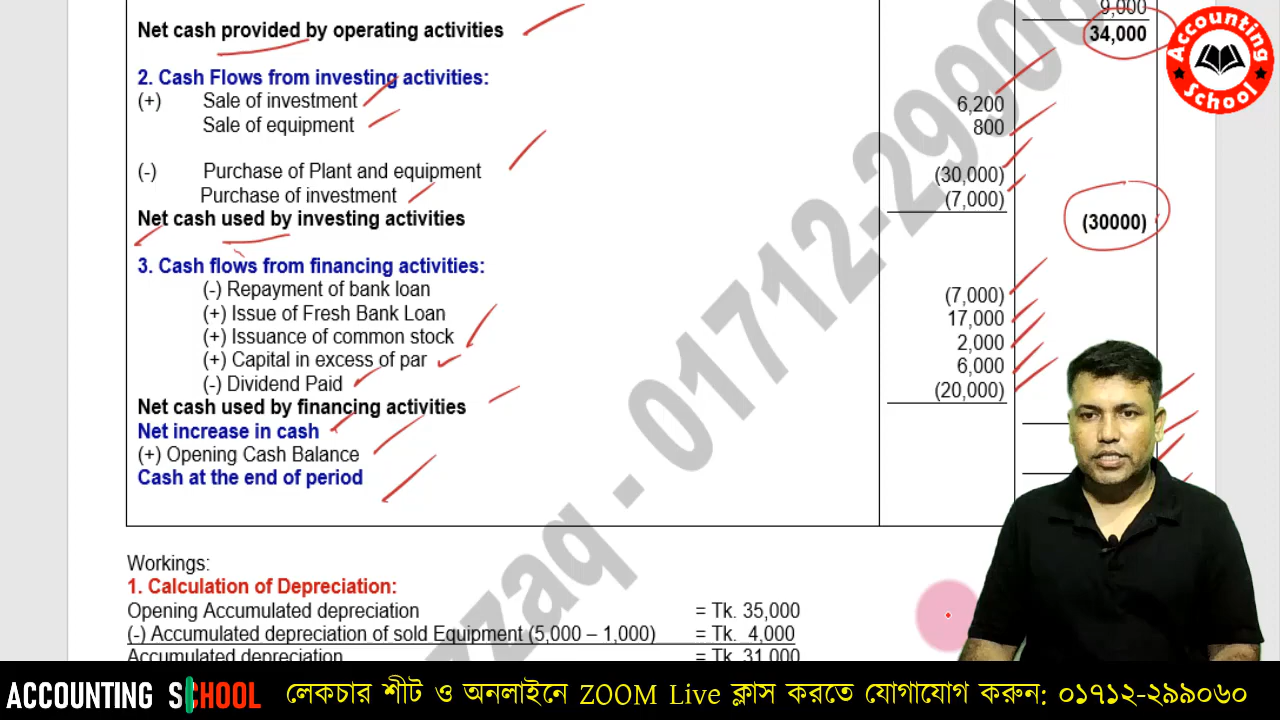 9,000
Net cash provided by operating activities 34,000
2. Cash Flows from investing activities:
(+) Sale of investment 6,200
Sale of equipment 800
(-) Purchase of Plant and equipment (30,000)
Purchase of investment (7,000)
Net cash used by investing activities (30000)
3. Cash flows from financing activities:
(-) Repayment of bank loan (7,000)
(+) Issue of Fresh Bank Loan 17,000
(+) Issuance of common stock 2,000
(+) Capital in excess of par 6,000
(-) Dividend Paid (20,000)
Net cash used by financing activities
Net increase in cash
(+) Opening Cash Balance
Cash at the end of period
Workings:
1. Calculation of Depreciation:
Opening Accumulated depreciation = Tk. 35,000
(-) Accumulated depreciation of sold Equipment (5,000 – 1,000) = Tk. 4,000
Accumulated depreciation = Tk. 31,000
Accounting
School
ACCOUNTING SCHOOL লেকচার শীট ও অনলাইনে ZOOM Live ক্লাস করতে যোগাযোগ করুন: ০১৭১২-২৯৯০৬০